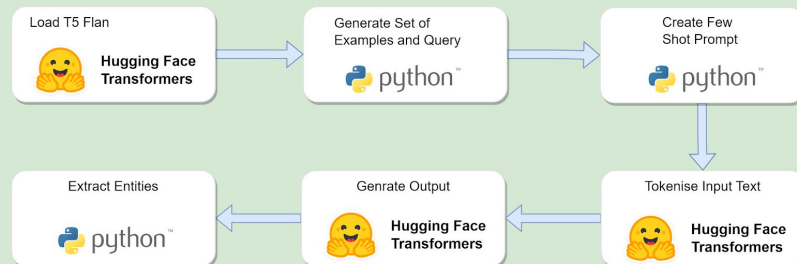 Load T5 Flan
Hugging Face
Transformers
Generate Set of
Examples and Query
python™
Create Few
Shot Prompt
python™
Tokenise Input Text
Hugging Face
Transformers
Genrate Output
Hugging Face
Transformers
Extract Entities
python™